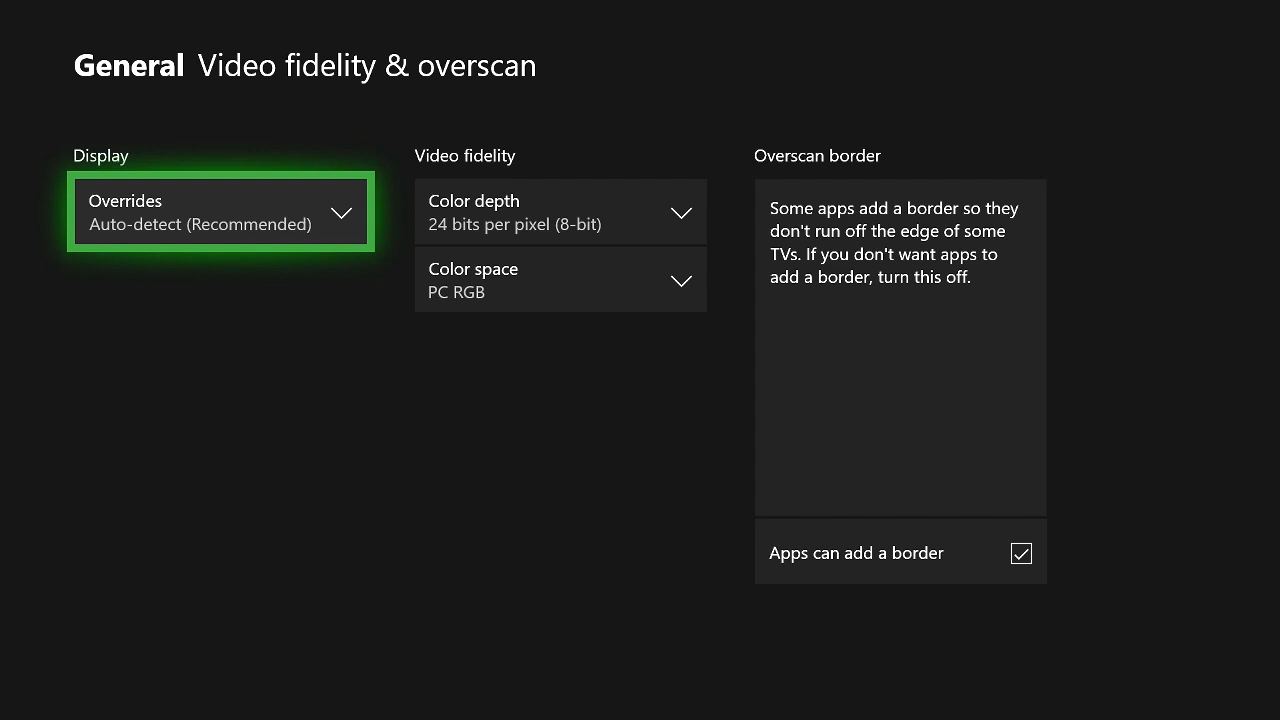 General Video fidelity & overscan
Display
Overrides
Auto-detect (Recommended)
Video fidelity
Color depth
24 bits per pixel (8-bit)
Color space
PC RGB
Overscan border
Some apps add a border so they
don't run off the edge of some
TVs. If you don't want apps to
add a border, turn this off.
Apps can add a border